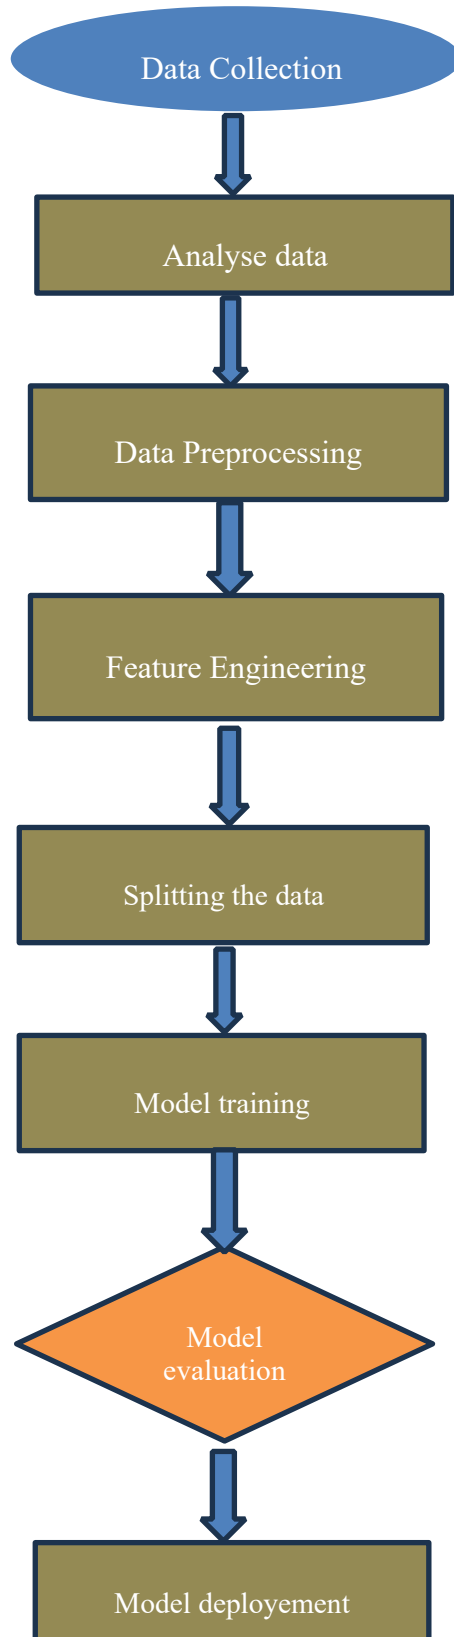 Data Collection
Analyse data
Data Preprocessing
Feature Engineering
Splitting the data
Model training
Model
evaluation
Model deployement